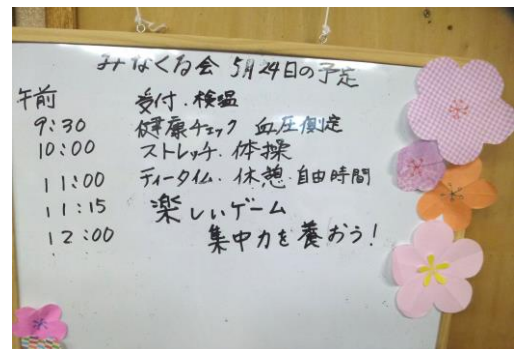 みなくる会 5月24日の予定
午前 受付・検温
9:30 健康チェック 血圧測定
10:00 ストレッチ・体操
11:00 ティータイム・休憩・自由時間
11:15 楽しいゲーム
12:00 集中力を養おう!